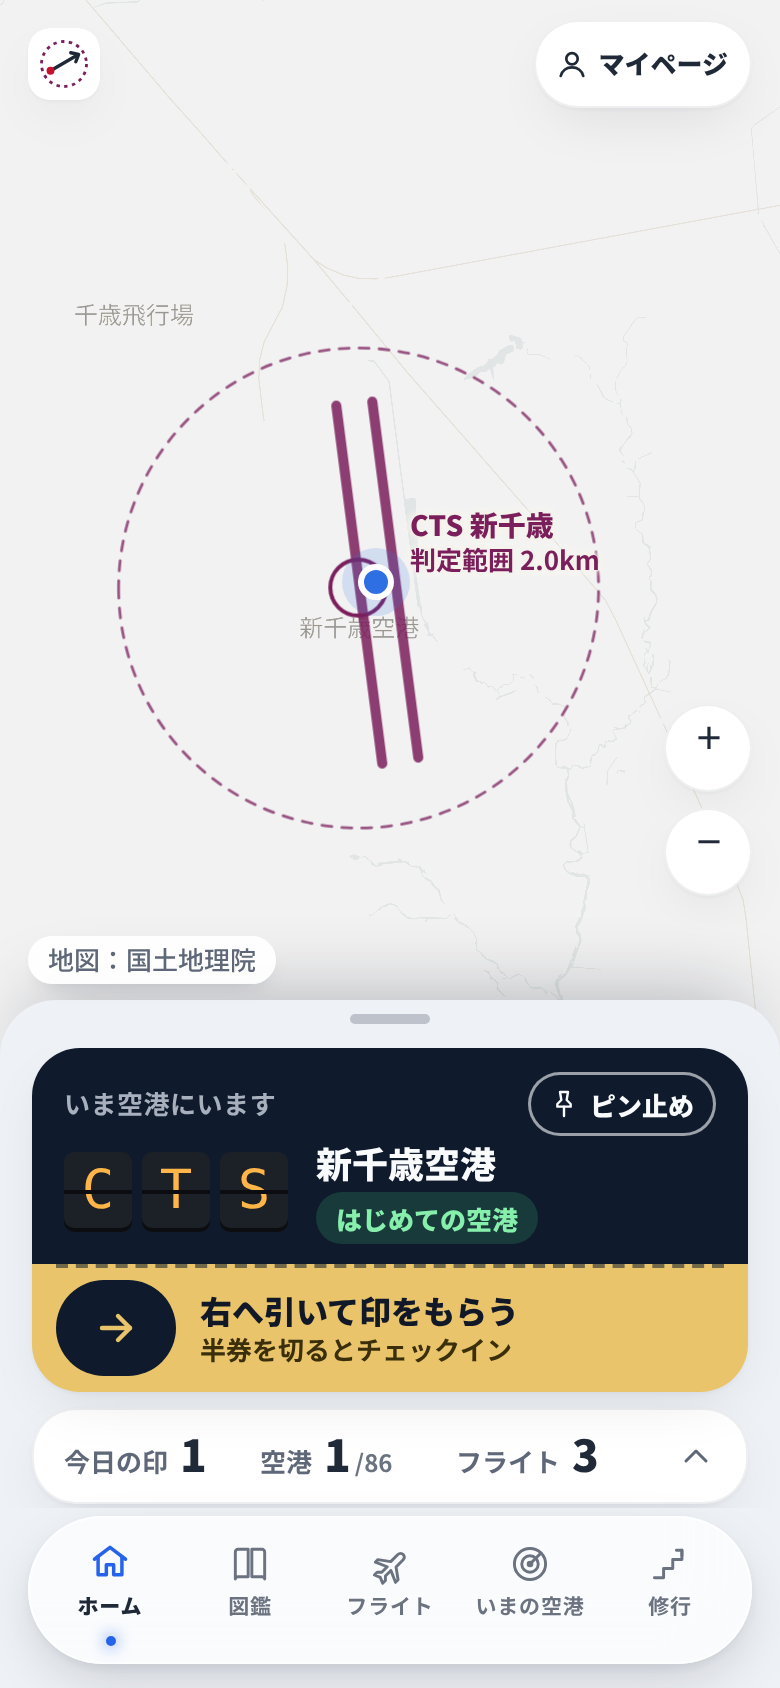 マイページ
千歳飛行場
CTS 新千歳
判定範囲 2.0km
新千歳空港
+
−
地図：国土地理院
いま空港にいます
ピン止め
CTS
新千歳空港
はじめての空港
右へ引いて印をもらう
半券を切るとチェックイン
今日の印 1 空港 1/86 フライト 3
ホーム 図鑑 フライト いまの空港 修行